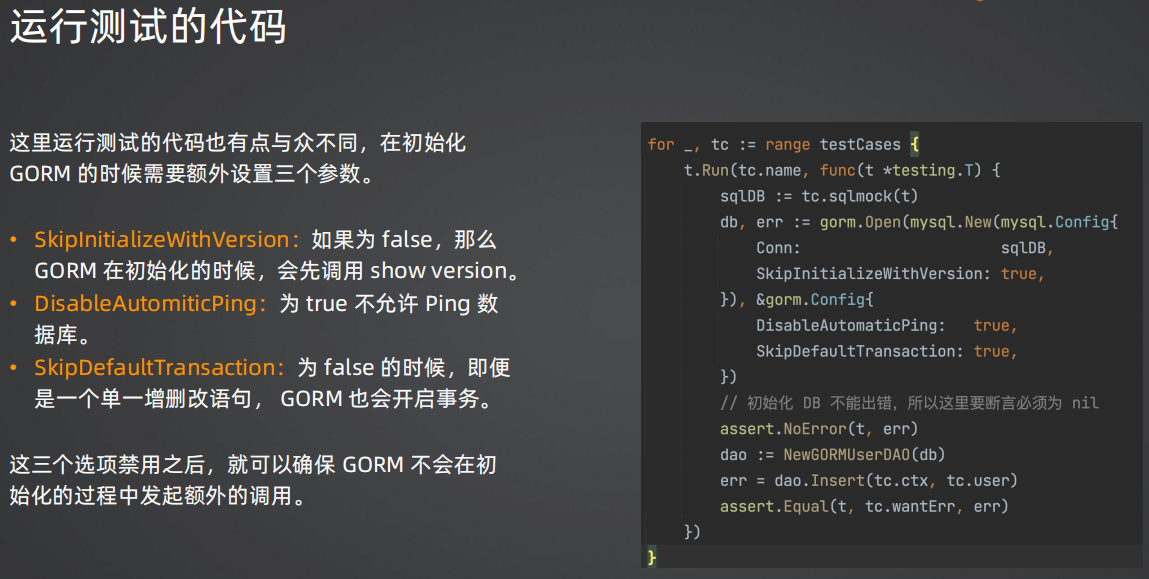 运行测试的代码
这里运行测试的代码也有点与众不同，在初始化
GORM 的时候需要额外设置三个参数。
• SkipInitializeWithVersion：如果为 false，那么
GORM 在初始化的时候，会先调用 show version。
• DisableAutomiticPing：为 true 不允许 Ping 数
据库。
• SkipDefaultTransaction：为 false 的时候，即便
是一个单一增删改语句， GORM 也会开启事务。
这三个选项禁用之后，就可以确保 GORM 不会在初
始化的过程中发起额外的调用。
for _, tc := range testCases {
    t.Run(tc.name, func(t *testing.T) {
        sqlDB := tc.sqlmock(t)
        db, err := gorm.Open(mysql.New(mysql.Config{
            Conn:                      sqlDB,
            SkipInitializeWithVersion: true,
        }), &gorm.Config{
            DisableAutomaticPing:   true,
            SkipDefaultTransaction: true,
        })
        // 初始化 DB 不能出错，所以这里要断言必须为 nil
        assert.NoError(t, err)
        dao := NewGORMUserDAO(db)
        err = dao.Insert(tc.ctx, tc.user)
        assert.Equal(t, tc.wantErr, err)
    })
}